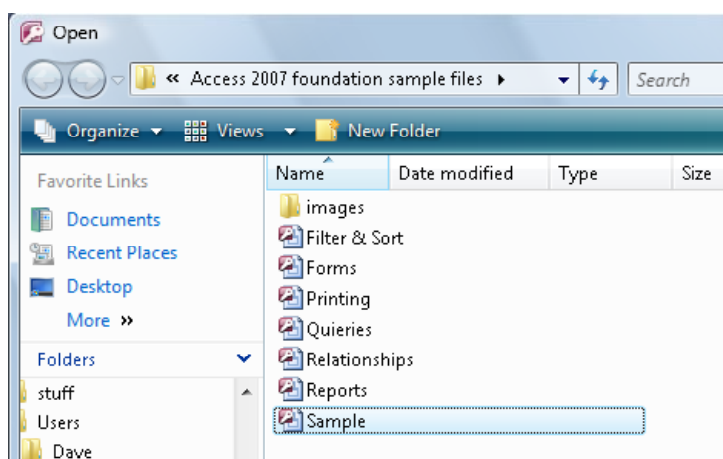 Open
« Access 2007 foundation sample files
Search
Organize Views New Folder
Favorite Links
Documents
Recent Places
Desktop
More »
Folders
stuff
Users
Dave
Name Date modified Type Size
images
Filter & Sort
Forms
Printing
Quieries
Relationships
Reports
Sample